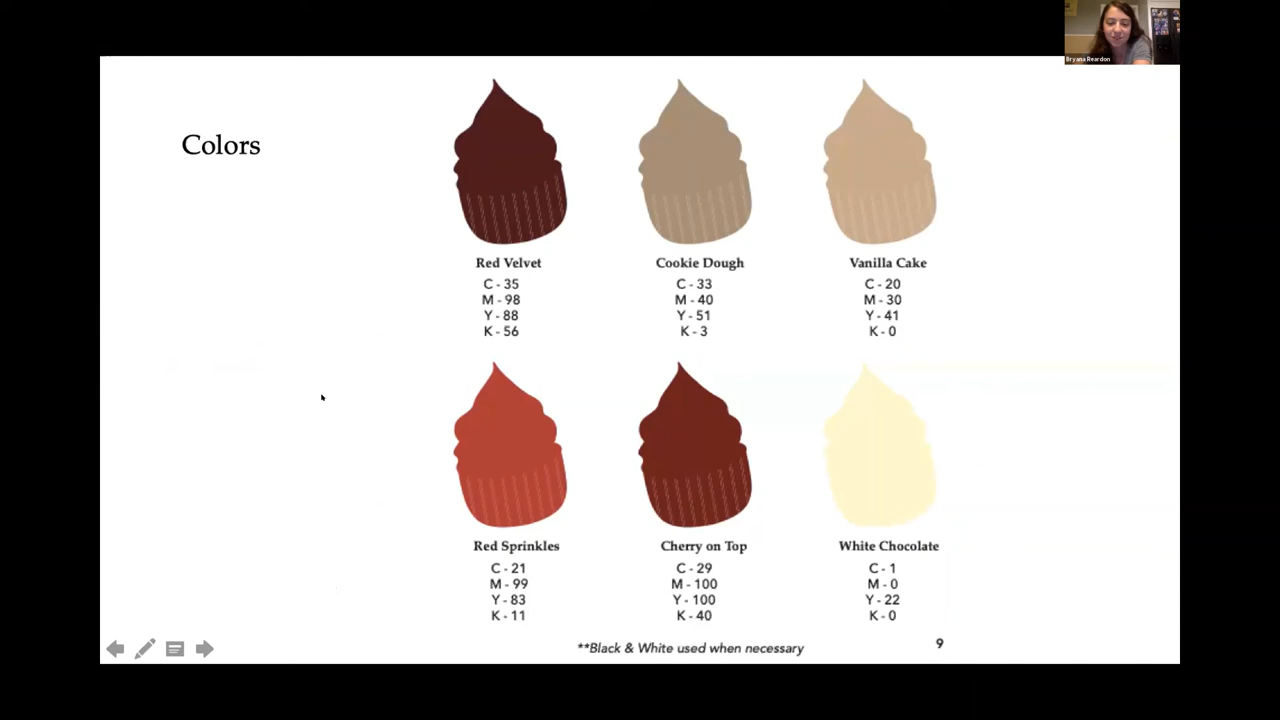 Bryana Reardon
Colors
Red Velvet
C - 35
M - 98
Y - 88
K - 56
Cookie Dough
C - 33
M - 40
Y - 51
K - 3
Vanilla Cake
C - 20
M - 30
Y - 41
K - 0
Red Sprinkles
C - 21
M - 99
Y - 83
K - 11
Cherry on Top
C - 29
M - 100
Y - 100
K - 40
White Chocolate
C - 1
M - 0
Y - 22
K - 0
**Black & White used when necessary
9